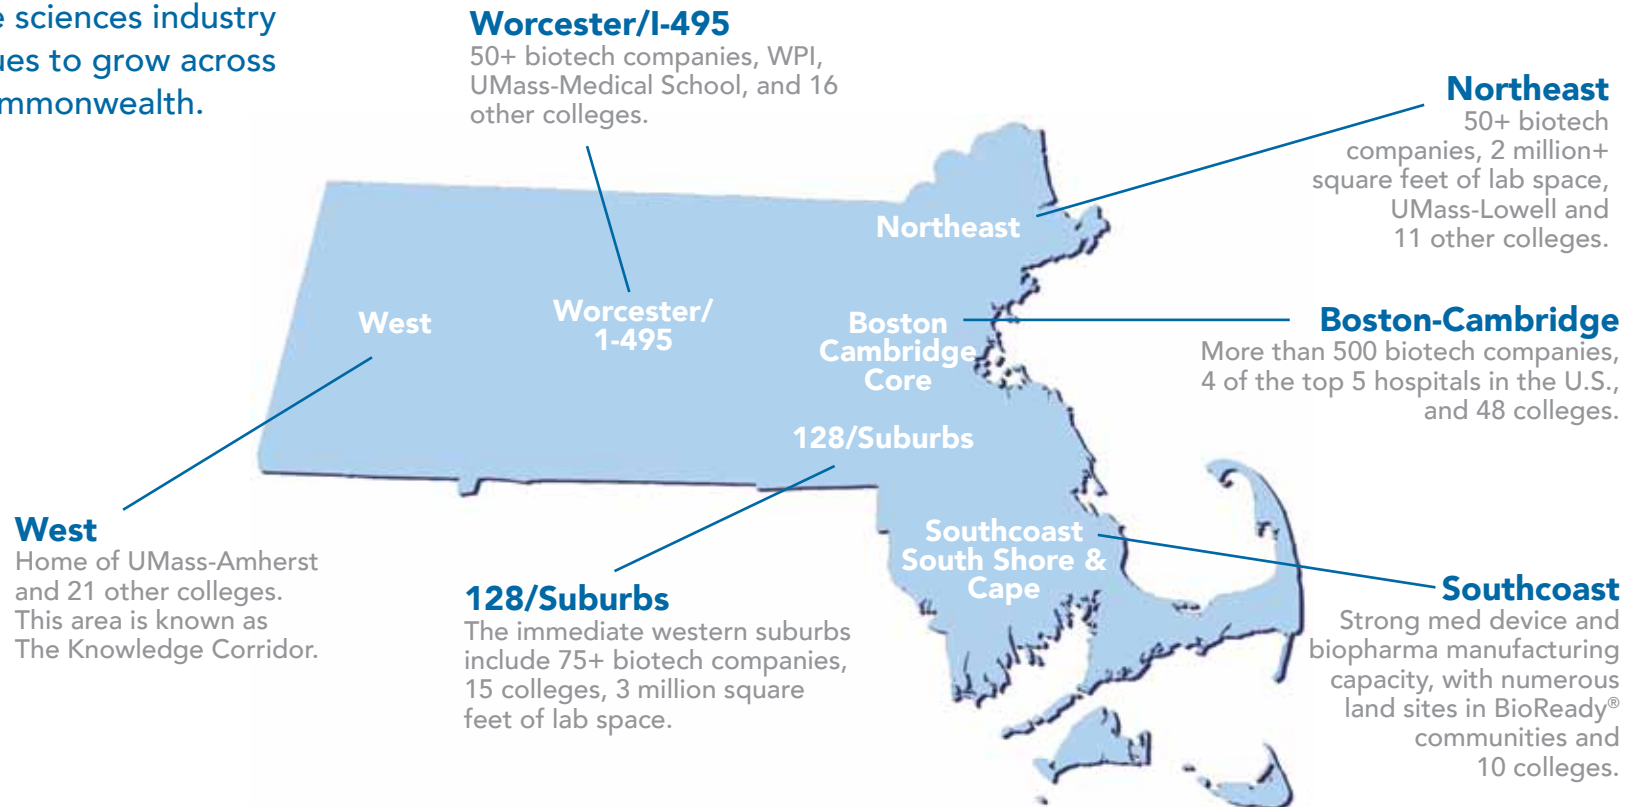 e sciences industry
ues to grow across
mmonwealth.
Worcester/I-495
50+ biotech companies, WPI,
UMass-Medical School, and 16
other colleges.
Northeast
50+ biotech
companies, 2 million+
square feet of lab space,
UMass-Lowell and
11 other colleges.
Northeast
West
Worcester/
1-495
Boston
Cambridge
Core
Boston-Cambridge
More than 500 biotech companies,
4 of the top 5 hospitals in the U.S.,
and 48 colleges.
128/Suburbs
Southcoast
South Shore &
Cape
West
Home of UMass-Amherst
and 21 other colleges.
This area is known as
The Knowledge Corridor.
128/Suburbs
The immediate western suburbs
include 75+ biotech companies,
15 colleges, 3 million square
feet of lab space.
Southcoast
Strong med device and
biopharma manufacturing
capacity, with numerous
land sites in BioReady®
communities and
10 colleges.